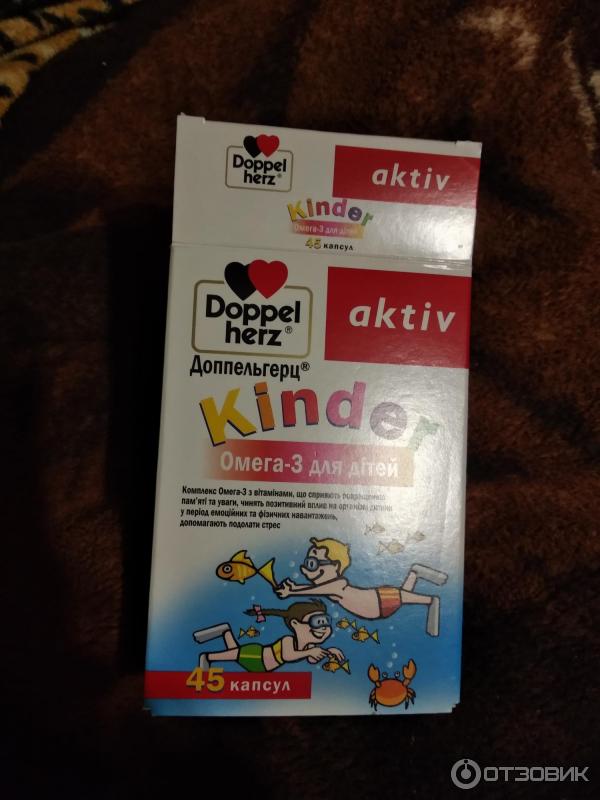 Doppel
herz®
aktiv
Kinder
Омега-3 для дітей
45 капсул
Doppel
herz®
aktiv
Доппельгерц®
Kinder
Омега-3 для дітей
Комплекс Омега-3 з вітамінами, що сприяють покращенню
пам'яті та уваги, чинять позитивний вплив на організм дитини
у період емоційних та фізичних навантажень,
допомагають подолати стрес
45 капсул
ОТЗОВИК